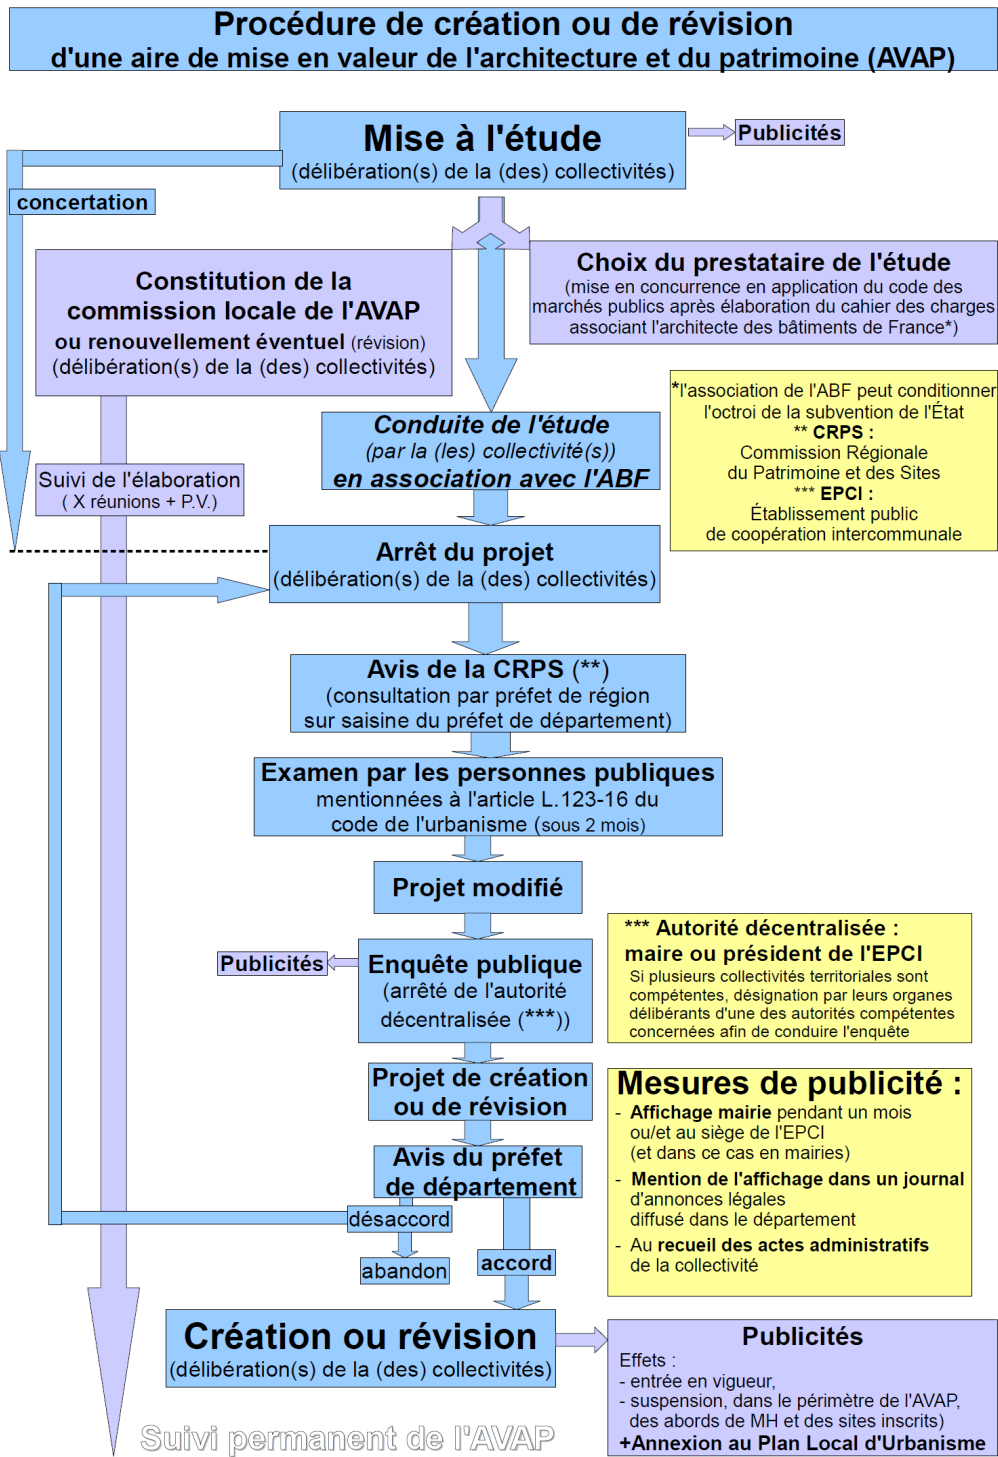 Procédure de création ou de révision
d'une aire de mise en valeur de l'architecture et du patrimoine (AVAP)
Mise à l'étude
(délibération(s) de la (des) collectivités)
Publicités
concertation
Constitution de la
commission locale de l'AVAP
ou renouvellement éventuel (révision)
(délibération(s) de la (des) collectivités)
Choix du prestataire de l'étude
(mise en concurrence en application du code des
marchés publics après élaboration du cahier des charges
associant l'architecte des bâtiments de France*)
*l'association de l'ABF peut conditionner
l'octroi de la subvention de l'État
** CRPS :
Commission Régionale
du Patrimoine et des Sites
*** EPCI :
Établissement public
de coopération intercommunale
Conduite de l'étude
(par la (les) collectivité(s))
en association avec l'ABF
Suivi de l'élaboration
( X réunions + P.V.)
Arrêt du projet
(délibération(s) de la (des) collectivités)
Avis de la CRPS (**)
(consultation par préfet de région
sur saisine du préfet de département)
Examen par les personnes publiques
mentionnées à l'article L.123-16 du
code de l'urbanisme (sous 2 mois)
Projet modifié
Publicités
Enquête publique
(arrêté de l'autorité
décentralisée (***))
*** Autorité décentralisée :
maire ou président de l'EPCI
Si plusieurs collectivités territoriales sont
compétentes, désignation par leurs organes
délibérants d'une des autorités compétentes
concernées afin de conduire l'enquête
Projet de création
ou de révision
Avis du préfet
de département
désaccord
abandon
accord
Mesures de publicité :
- Affichage mairie pendant un mois
ou/et au siège de l'EPCI
(et dans ce cas en mairies)
- Mention de l'affichage dans un journal
d'annonces légales
diffusé dans le département
- Au recueil des actes administratifs
de la collectivité
Création ou révision
(délibération(s) de la (des) collectivités)
Publicités
Effets :
- entrée en vigueur,
- suspension, dans le périmètre de l'AVAP,
des abords de MH et des sites inscrits)
+Annexion au Plan Local d'Urbanisme
Suivi permanent de l'AVAP